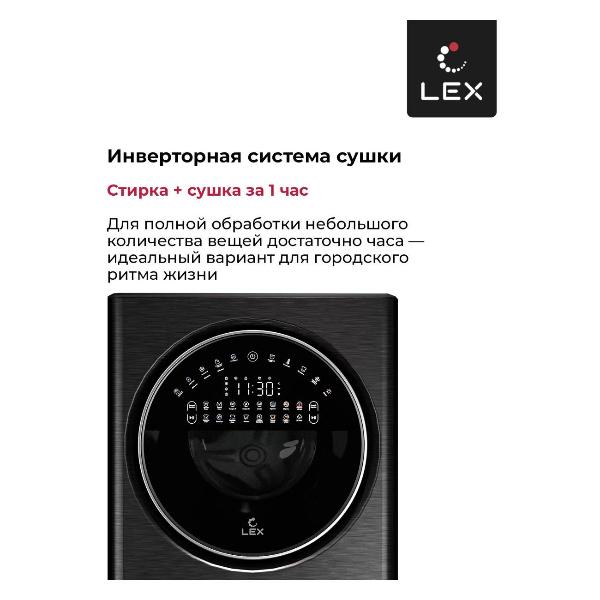 LEX
Инверторная система сушки
Стирка + сушка за 1 час
Для полной обработки небольшого
количества вещей достаточно часа —
идеальный вариант для городского
ритма жизни
11:30
LEX